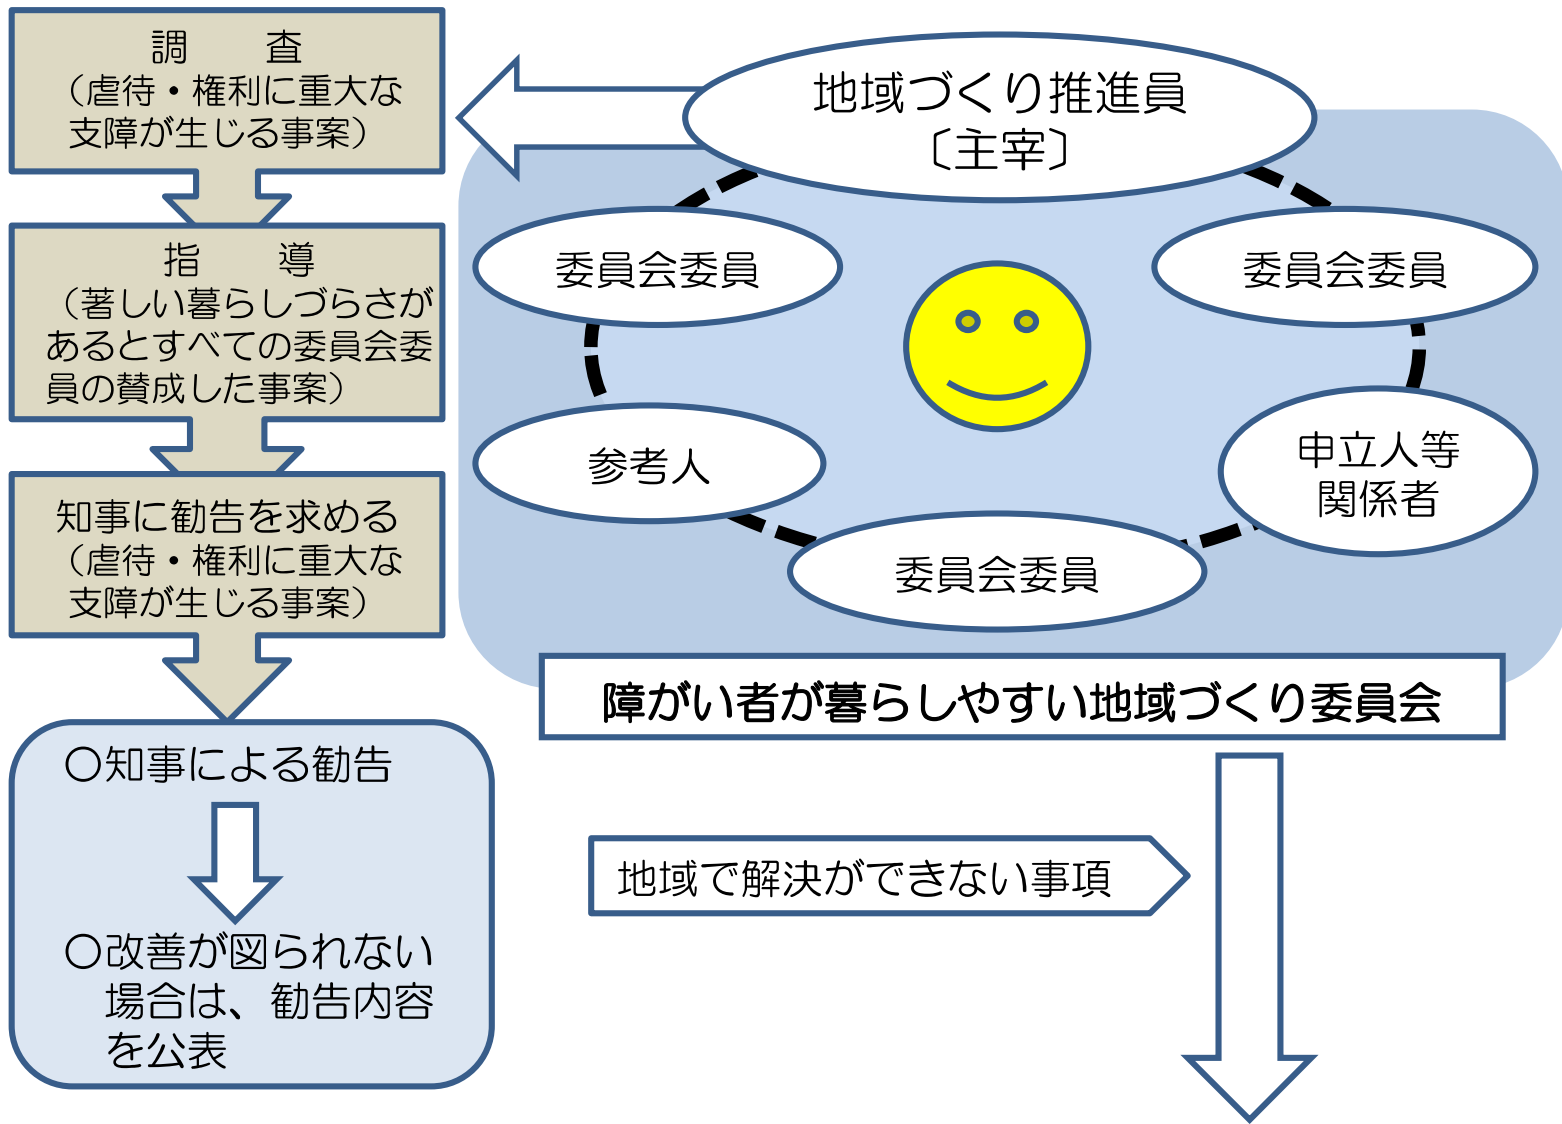 調　　査
（虐待・権利に重大な
支障が生じる事案）
指　　導
（著しい暮らしづらさが
あるとすべての委員会委
員の賛成した事案）
知事に勧告を求める
（虐待・権利に重大な
支障が生じる事案）
〇知事による勧告
〇改善が図られない
場合は、勧告内容
を公表
地域づくり推進員
〔主宰〕
委員会委員
委員会委員
参考人
申立人等
関係者
委員会委員
障がい者が暮らしやすい地域づくり委員会
地域で解決ができない事項